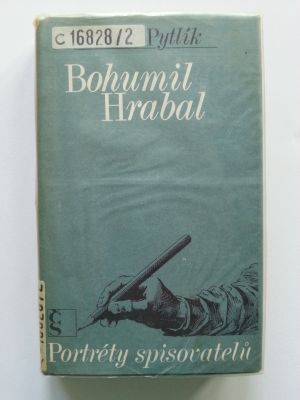 C 16828/2 Pytlík
Bohumil
Hrabal
Portréty spisovatelů
ČS